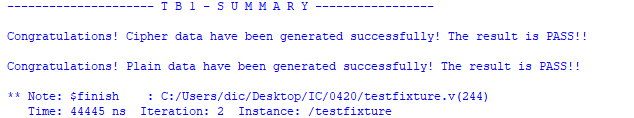 --------------------- T B 1 - S U M M A R Y -----------------
Congratulations! Cipher data have been generated successfully! The result is PASS!!
Congratulations! Plain data have been generated successfully! The result is PASS!!
** Note: $finish    : C:/Users/dic/Desktop/IC/0420/testfixture.v(244)
   Time: 44445 ns  Iteration: 2  Instance: /testfixture